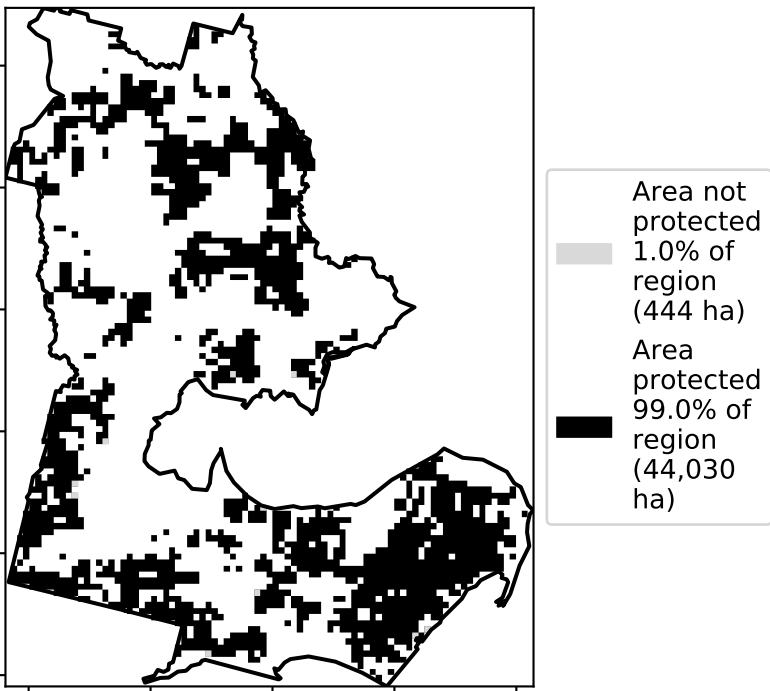 Area not
protected
1.0% of
region
(444 ha)
Area
protected
99.0% of
region
(44,030
ha)